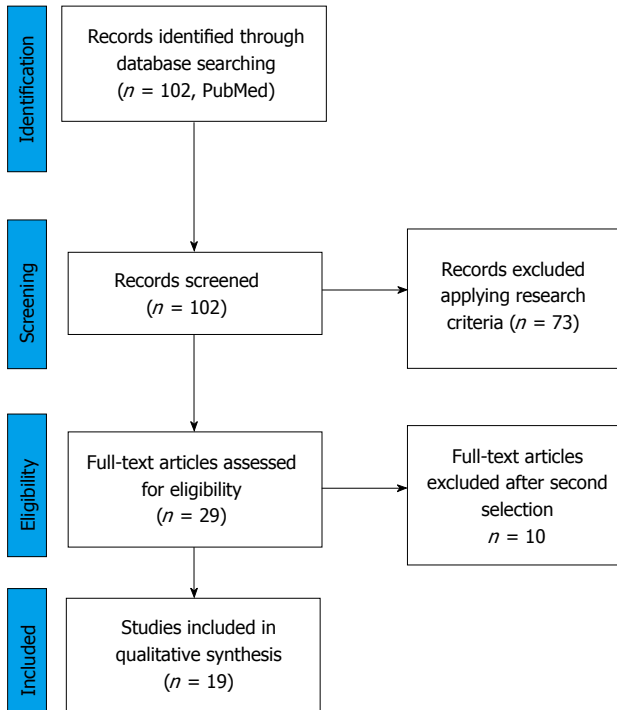 Identification
Records identified through
database searching
(n = 102, PubMed)
Screening
Records screened
(n = 102)
Records excluded
applying research
criteria (n = 73)
Eligibility
Full-text articles assessed
for eligibility
(n = 29)
Full-text articles
excluded after second
selection
n = 10
Included
Studies included in
qualitative synthesis
(n = 19)